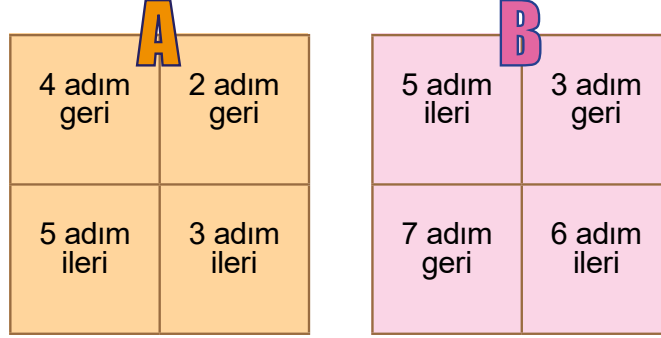 A
4 adım
geri
2 adım
geri
5 adım
ileri
3 adım
ileri
B
5 adım
ileri
3 adım
geri
7 adım
geri
6 adım
ileri